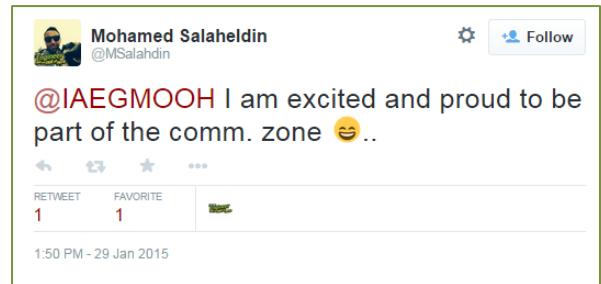 Mohamed Salaheldin
@MSalahdin
Follow
@IAEGMOOH I am excited and proud to be
part of the comm. zone 😄..
RETWEET FAVORITE
1 1
1:50 PM - 29 Jan 2015